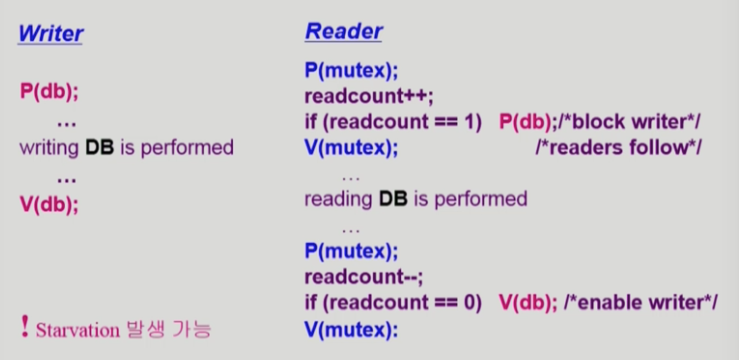 Writer
P(db);
...
writing DB is performed
...
V(db);
! Starvation 발생 가능
Reader
P(mutex);
readcount++;
if (readcount == 1) P(db);/*block writer*/
V(mutex); /*readers follow*/
...
reading DB is performed
...
P(mutex);
readcount--;
if (readcount == 0) V(db); /*enable writer*/
V(mutex):